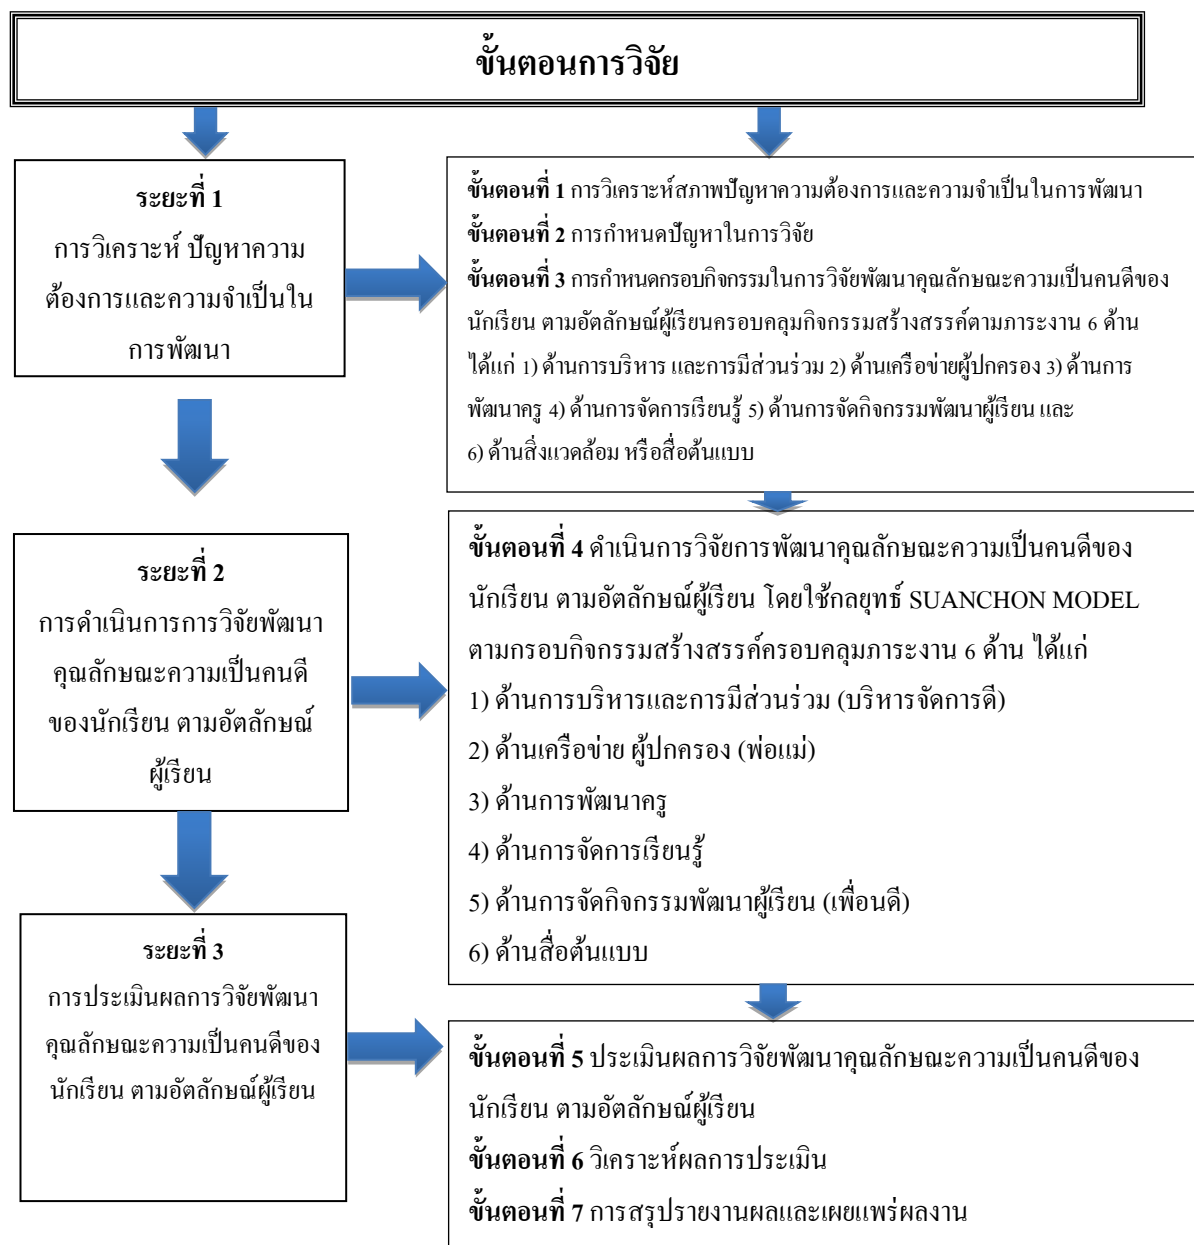 ขั้นตอนการวิจัย
ระยะที่ 1
การวิเคราะห์ ปัญหาความ
ต้องการและความจำเป็นใน
การพัฒนา
ขั้นตอนที่ 1 การวิเคราะห์สภาพปัญหาความต้องการและความจำเป็นในการพัฒนา
ขั้นตอนที่ 2 การกำหนดปัญหาในการวิจัย
ขั้นตอนที่ 3 การกำหนดกรอบกิจกรรมในการวิจัยพัฒนาคุณลักษณะความเป็นคนดีของ
นักเรียน ตามอัตลักษณ์ผู้เรียนครอบคลุมกิจกรรมสร้างสรรค์ตามภาระงาน 6 ด้าน
ได้แก่ 1) ด้านการบริหาร และการมีส่วนร่วม 2) ด้านเครือข่ายผู้ปกครอง 3) ด้านการ
พัฒนาครู 4) ด้านการจัดการเรียนรู้ 5) ด้านการจัดกิจกรรมพัฒนาผู้เรียน และ
6) ด้านสิ่งแวดล้อม หรือสื่อต้นแบบ
ระยะที่ 2
การดำเนินการการวิจัยพัฒนา
คุณลักษณะความเป็นคนดี
ของนักเรียน ตามอัตลักษณ์
ผู้เรียน
ขั้นตอนที่ 4 ดำเนินการวิจัยการพัฒนาคุณลักษณะความเป็นคนดีของ
นักเรียน ตามอัตลักษณ์ผู้เรียน โดยใช้กลยุทธ์ SUANCHON MODEL
ตามกรอบกิจกรรมสร้างสรรค์ครอบคลุมภาระงาน 6 ด้าน ได้แก่
1) ด้านการบริหารและการมีส่วนร่วม (บริหารจัดการดี)
2) ด้านเครือข่าย ผู้ปกครอง (พ่อแม่)
3) ด้านการพัฒนาครู
4) ด้านการจัดการเรียนรู้
5) ด้านการจัดกิจกรรมพัฒนาผู้เรียน (เพื่อนดี)
6) ด้านสื่อต้นแบบ
ระยะที่ 3
การประเมินผลการวิจัยพัฒนา
คุณลักษณะความเป็นคนดีของ
นักเรียน ตามอัตลักษณ์ผู้เรียน
ขั้นตอนที่ 5 ประเมินผลการวิจัยพัฒนาคุณลักษณะความเป็นคนดีของ
นักเรียน ตามอัตลักษณ์ผู้เรียน
ขั้นตอนที่ 6 วิเคราะห์ผลการประเมิน
ขั้นตอนที่ 7 การสรุปรายงานผลและเผยแพร่ผลงาน